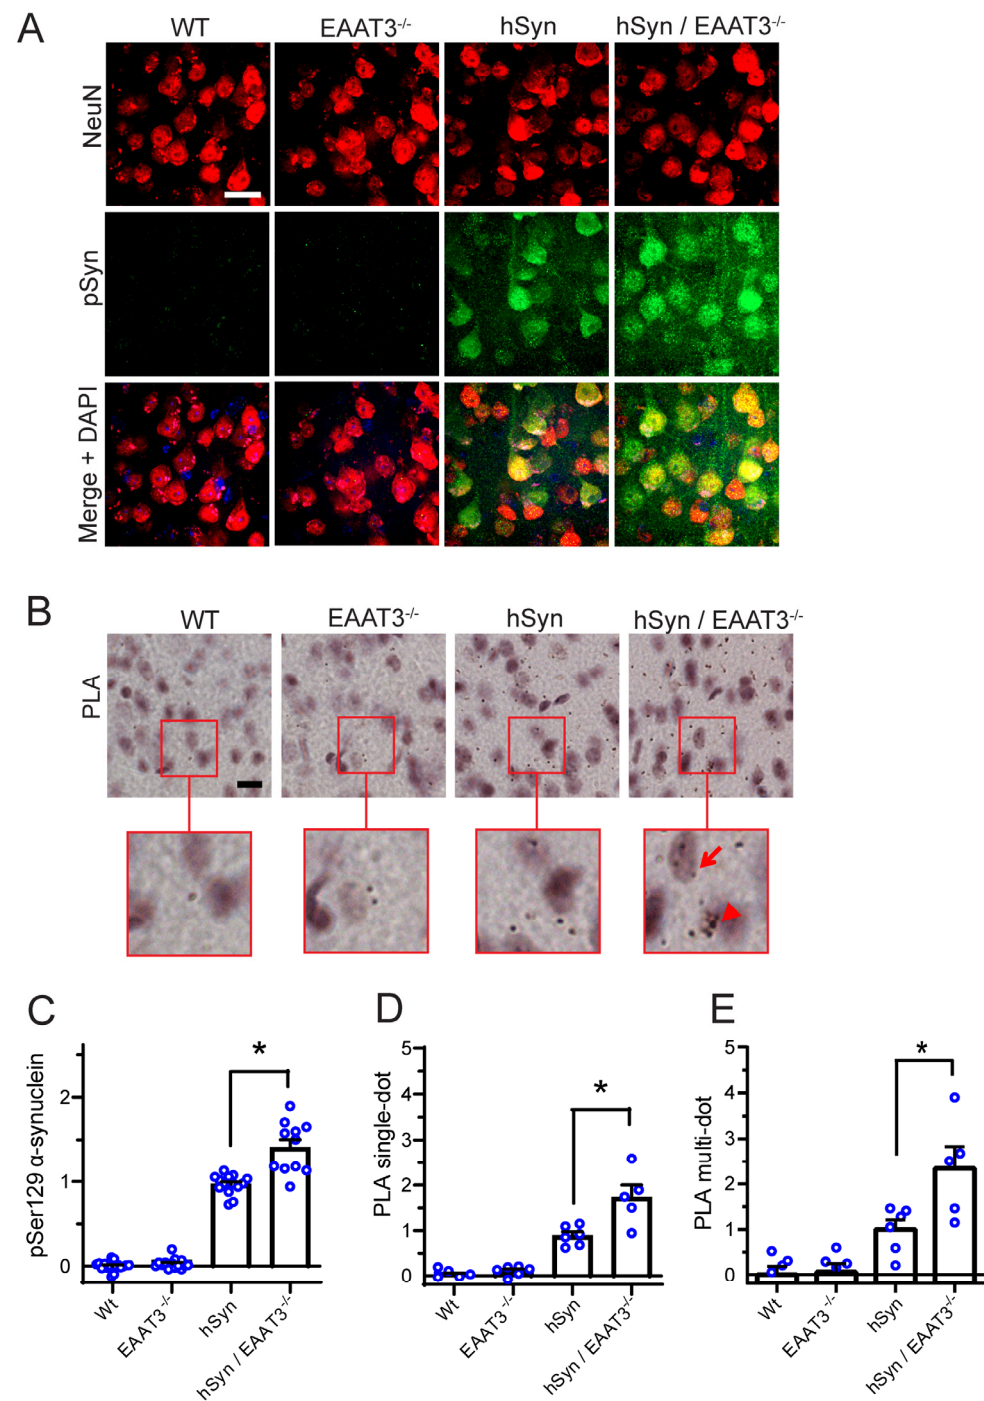 A
WT
EAAT3-/-
hSyn
hSyn / EAAT3-/-
NeuN
pSyn
Merge + DAPI
B
WT
EAAT3-/-
hSyn
hSyn / EAAT3-/-
PLA
C
pSer129 α-synuclein
2
1
0
*
Wt
EAAT3-/-
hSyn
hSyn / EAAT3-/-
D
PLA single-dot
5
4
3
2
1
0
*
Wt
EAAT3-/-
hSyn
hSyn / EAAT3-/-
E
PLA multi-dot
5
4
3
2
1
0
*
Wt
EAAT3-/-
hSyn
hSyn / EAAT3-/-